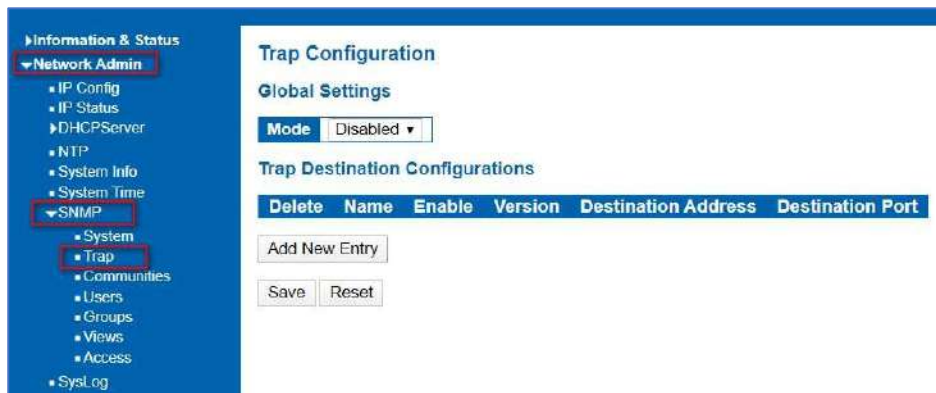 Information & Status
Network Admin
IP Config
IP Status
DHCPServer
NTP
System Info
System Time
SNMP
System
Trap
Communities
Users
Groups
Views
Access
SysLog
Trap Configuration
Global Settings
Mode Disabled
Trap Destination Configurations
Delete Name Enable Version Destination Address Destination Port
Add New Entry
Save Reset